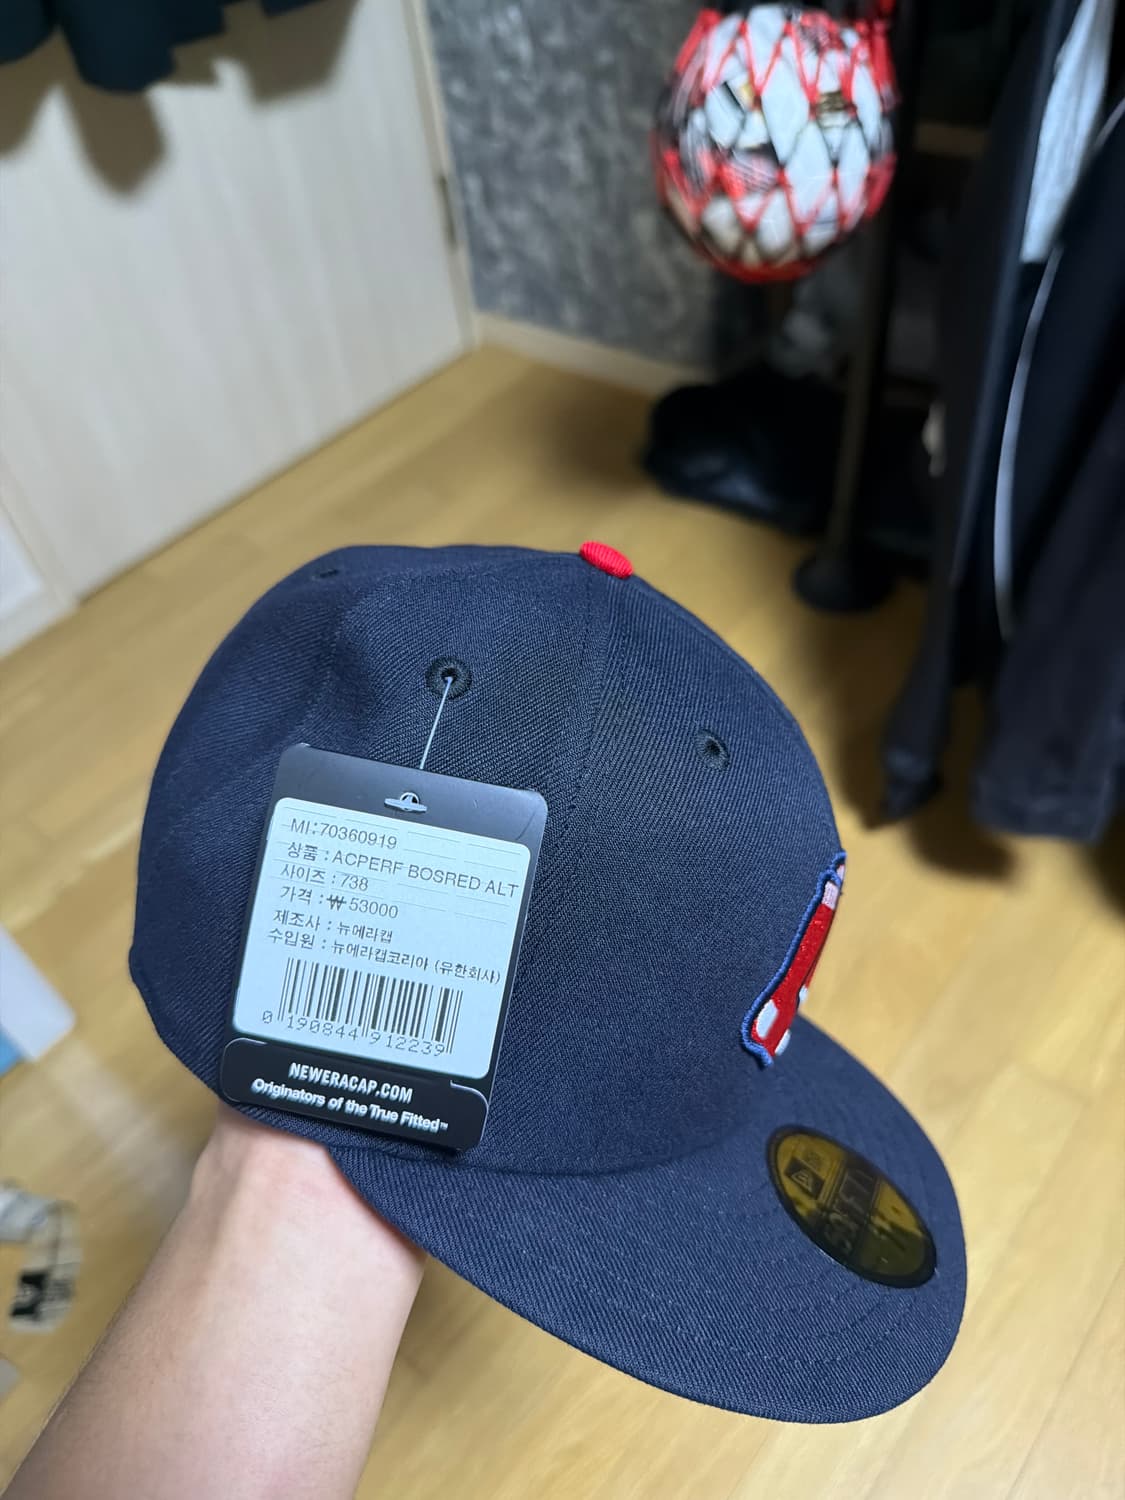 MI:70360919
상품 : ACPERF BOSRED ALT
사이즈 : 738
가격 : ₩ 53000
제조사 : 뉴에라캡
수입원 : 뉴에라캡코리아 (유한회사)
0 190844 912239
NEWERACAP.COM
Originators of the True Fitted™